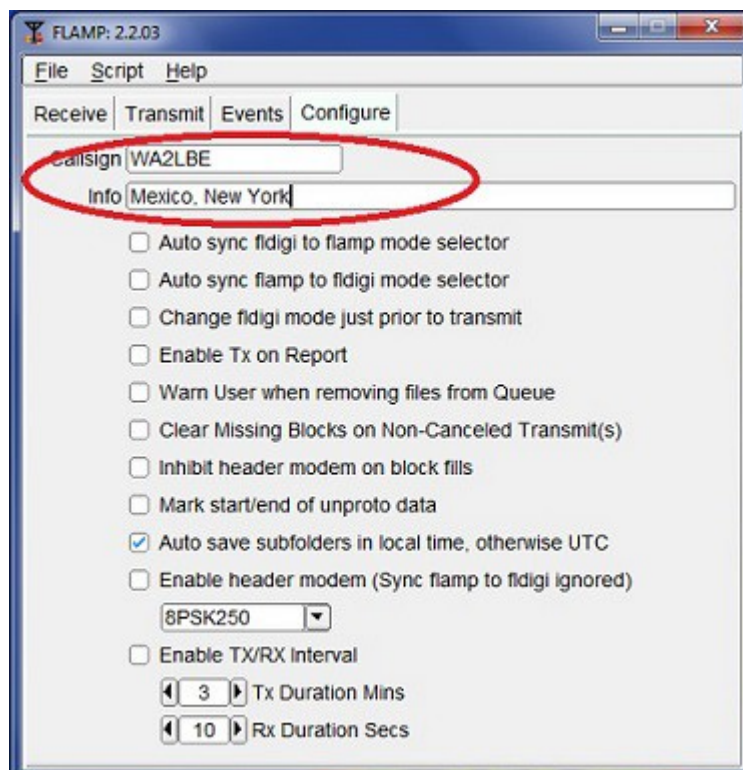 FLAMP: 2.2.03
File Script Help
Receive Transmit Events Configure
Callsign WA2LBE
Info Mexico, New York
Auto sync fldigi to flamp mode selector
Auto sync flamp to fldigi mode selector
Change fldigi mode just prior to transmit
Enable Tx on Report
Warn User when removing files from Queue
Clear Missing Blocks on Non-Canceled Transmit(s)
Inhibit header modem on block fills
Mark start/end of unproto data
Auto save subfolders in local time, otherwise UTC
Enable header modem (Sync flamp to fldigi ignored)
8PSK250
Enable TX/RX Interval
3 Tx Duration Mins
10 Rx Duration Secs